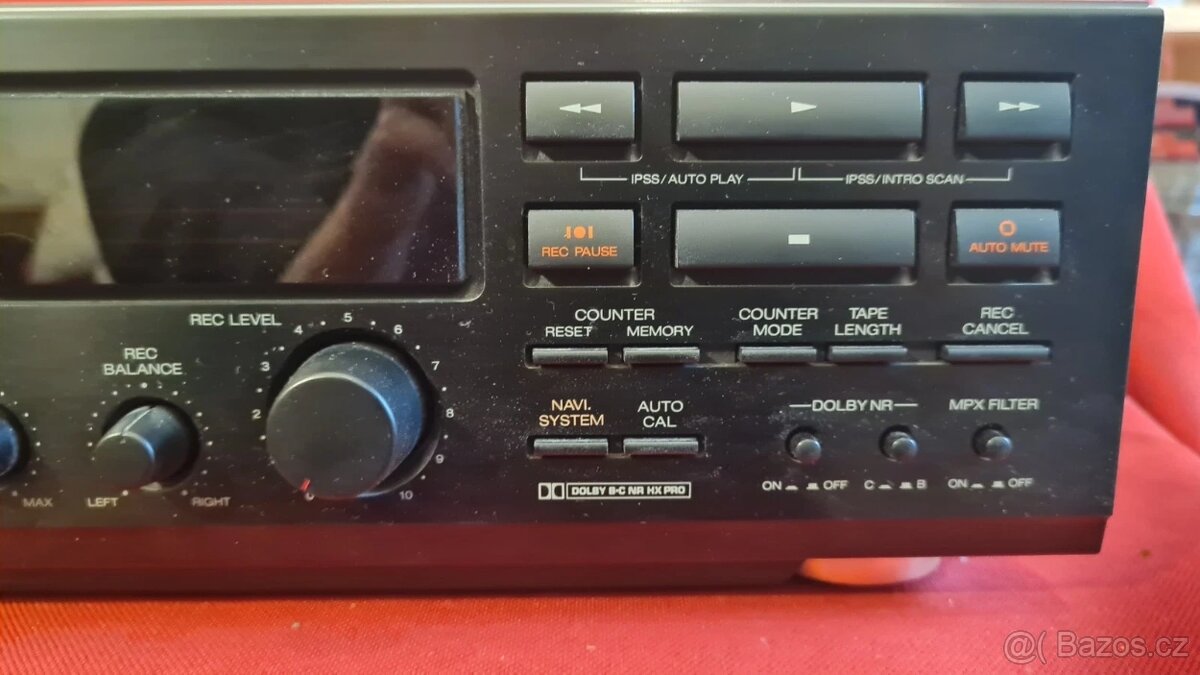 IPSS/AUTO PLAY IPSS/INTRO SCAN
REC PAUSE AUTO MUTE
COUNTER
RESET MEMORY
COUNTER MODE
TAPE LENGTH
REC CANCEL
REC LEVEL
2 3 4 5 6 7 8 9 10
REC BALANCE
LEFT RIGHT
MAX
NAVI. SYSTEM
AUTO CAL
DOLBY NR
MPX FILTER
ON OFF C B ON OFF
DOLBY B-C NR HX PRO
@( Bazoš.cz